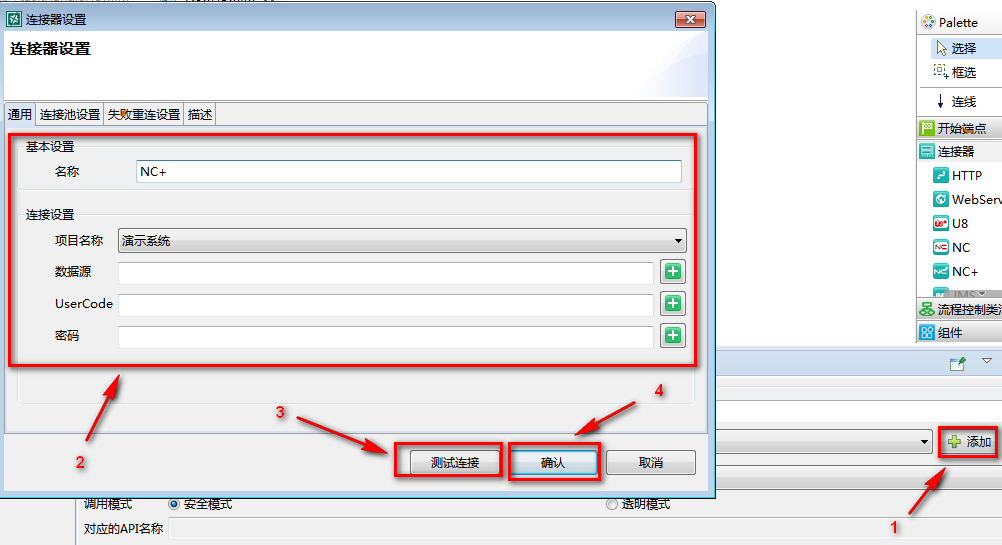 连接器设置
连接器设置
通用 连接池设置 失败重连设置 描述
基本设置
名称 NC+
连接设置
项目名称 演示系统
数据源
UserCode
密码
2
3
4
测试连接 确认 取消
Palette
选择
框选
连线
开始端点
连接器
HTTP
WebServ
U8
NC
NC+
JMS
流程控制类
组件
添加
1
调用模式 安全模式 透明模式
对应的API名称